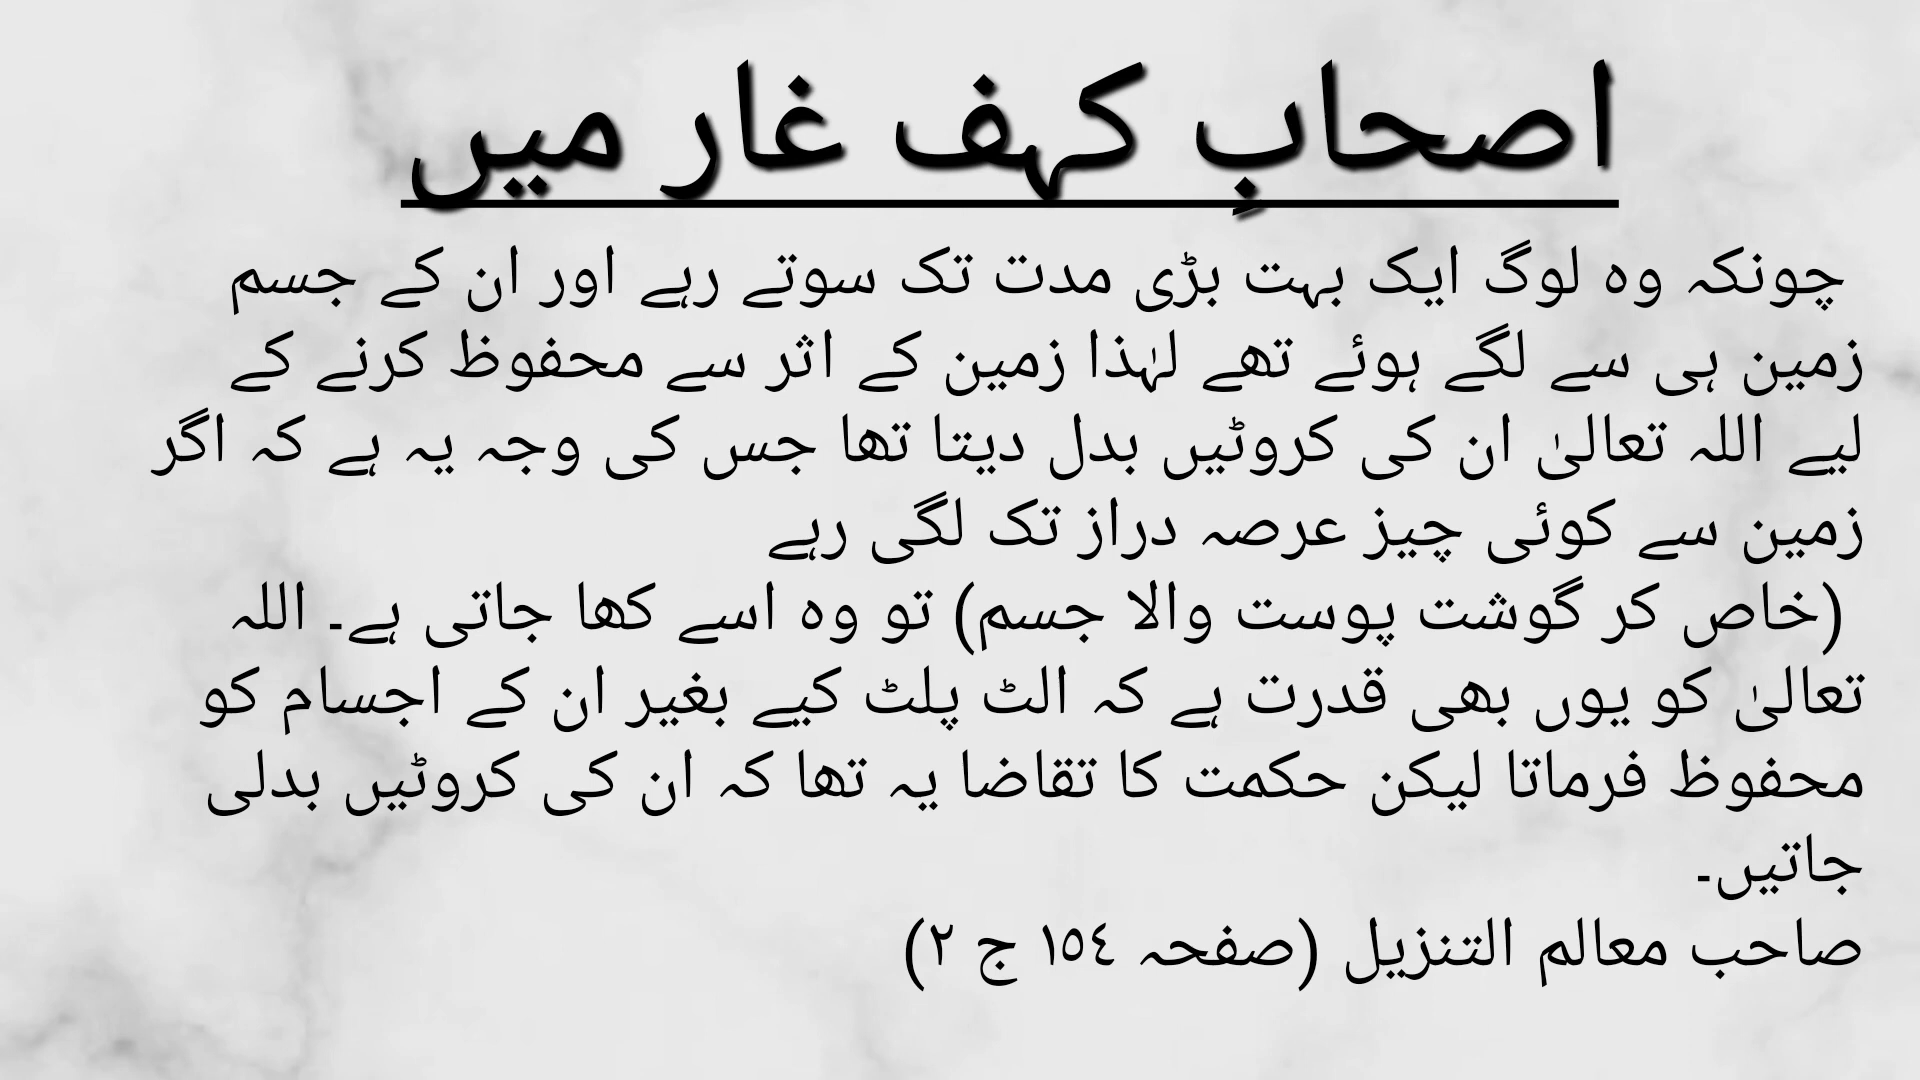 اصحابِ کہف غار میں
چونکہ وہ لوگ ایک بہت بڑی مدت تک سوتے رہے اور ان کے جسم
زمین ہی سے لگے ہوئے تھے لہٰذا زمین کے اثر سے محفوظ کرنے کے
لیے اللہ تعالیٰ ان کی کروٹیں بدل دیتا تھا جس کی وجہ یہ ہے کہ اگر
زمین سے کوئی چیز عرصہ دراز تک لگی رہے
(خاص کر گوشت پوست والا جسم) تو وہ اسے کھا جاتی ہے۔ اللہ
تعالیٰ کو یوں بھی قدرت ہے کہ الٹ پلٹ کیے بغیر ان کے اجسام کو
محفوظ فرماتا لیکن حکمت کا تقاضا یہ تھا کہ ان کی کروٹیں بدلی
جاتیں۔
صاحب معالم التنزیل (صفحہ ١٥٤ ج ٢)